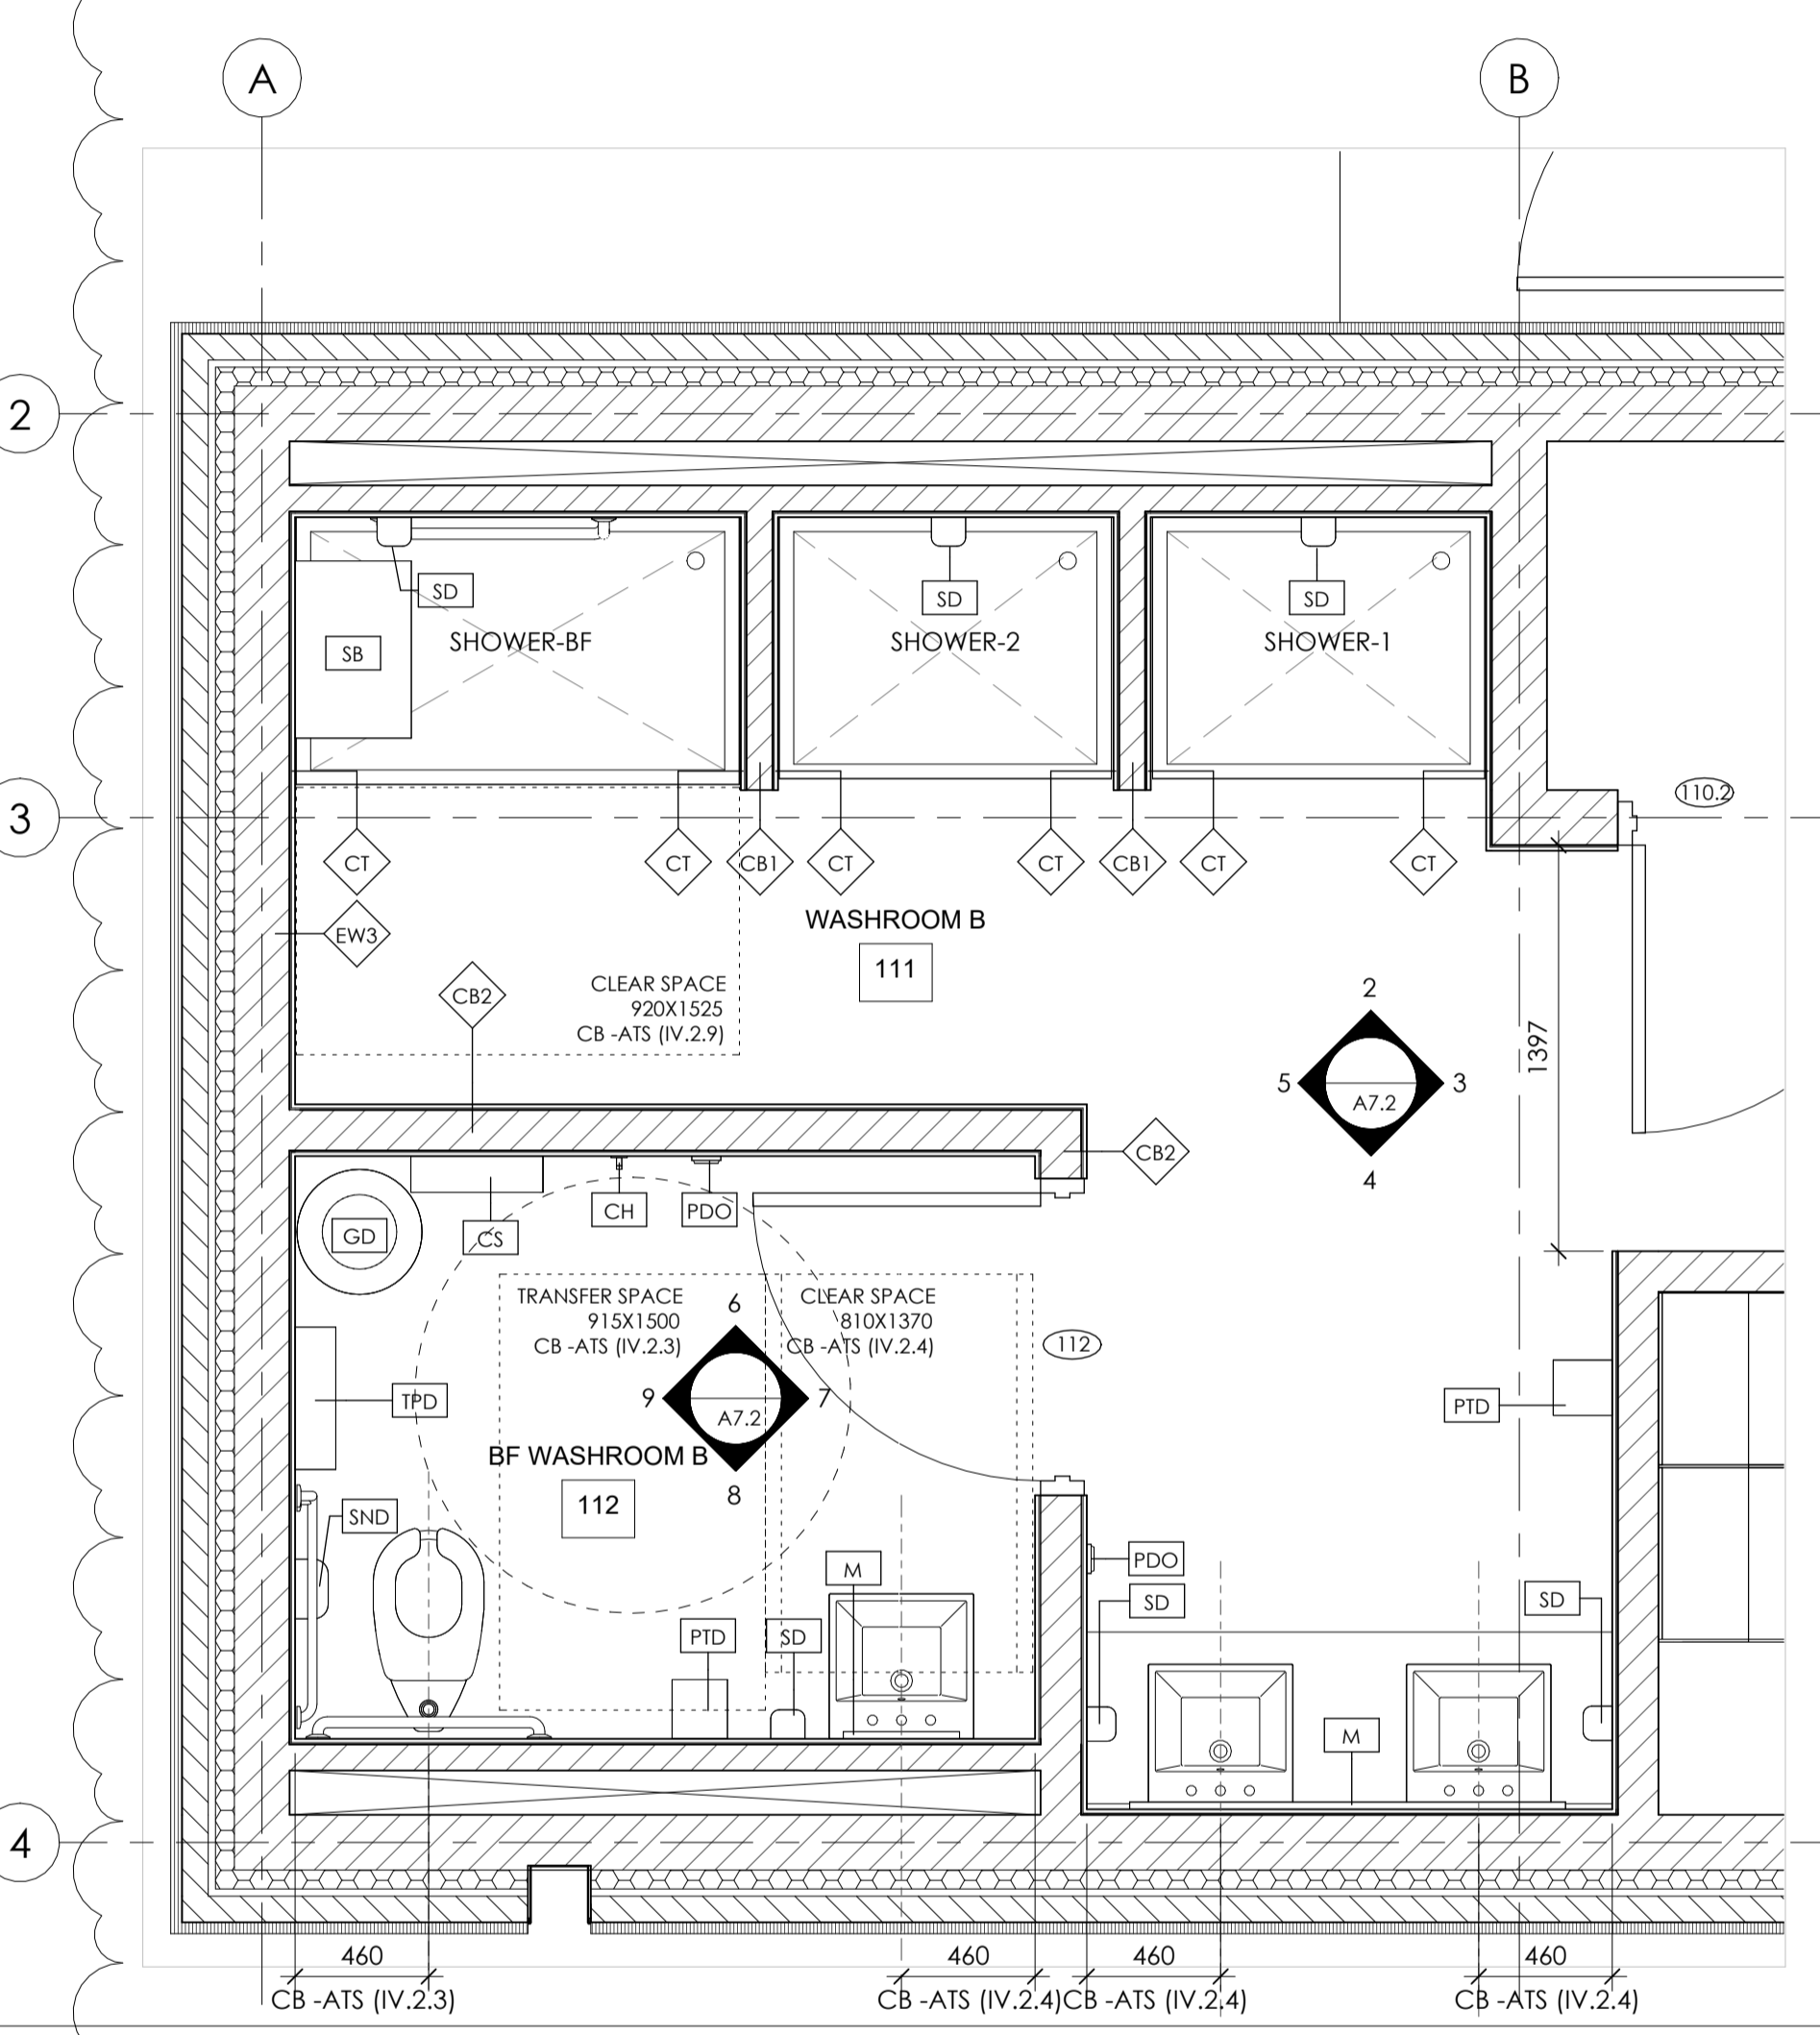 A
B
2
SD
SD
SD
SHOWER-BF
SHOWER-2
SHOWER-1
SB
110.2
3
CT
CT
CB1
CT
CT
CB1
CT
CT
WASHROOM B
111
EW3
CB2
CLEAR SPACE
920X1525
CB -ATS (IV.2.9)
2
5
A7.2
3
4
1397
CB2
GD
CS
CH
PDO
TRANSFER SPACE
915X1500
CB -ATS (IV.2.3)
CLEAR SPACE
810X1370
CB -ATS (IV.2.4)
6
9
A7.2
7
8
112
TPD
PTD
BF WASHROOM B
112
SND
M
PDO
SD
SD
PTD
SD
M
4
460
460
460
460
CB -ATS (IV.2.3)
CB -ATS (IV.2.4)
CB -ATS (IV.2.4)
CB -ATS (IV.2.4)